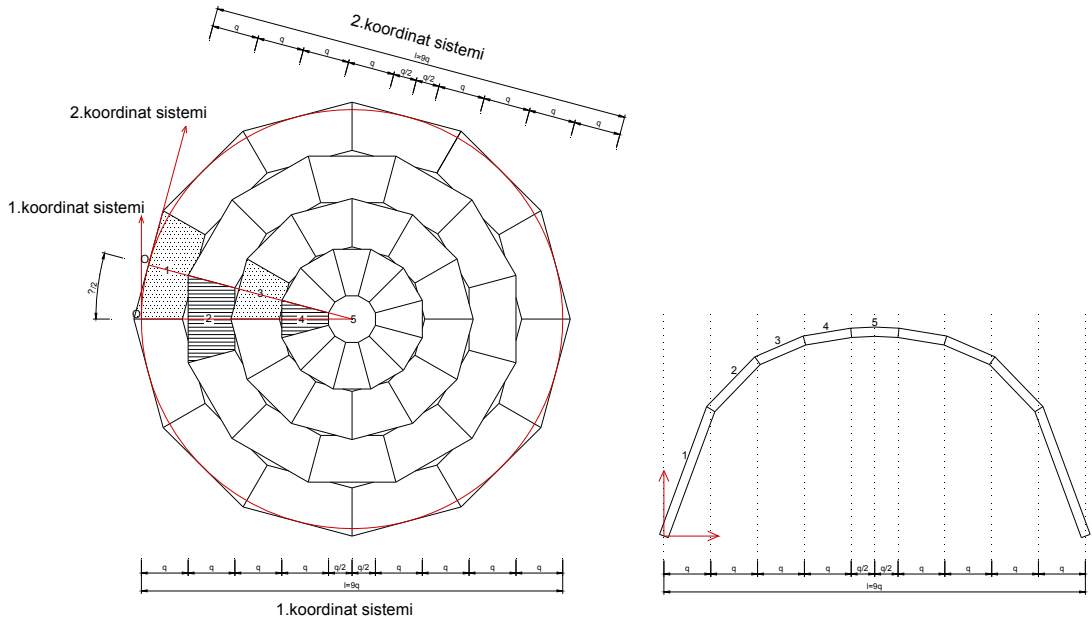 2.koordinat sistemi
q q q q q/2 q/2 q q q q
l=9q
2.koordinat sistemi
1.koordinat sistemi
O
O
?/2
1
2
3
4
5
q q q q q/2 q/2 q q q q
l=9q
1.koordinat sistemi
1
2
3
4
5
q q q q q/2 q/2 q q q q
l=9q